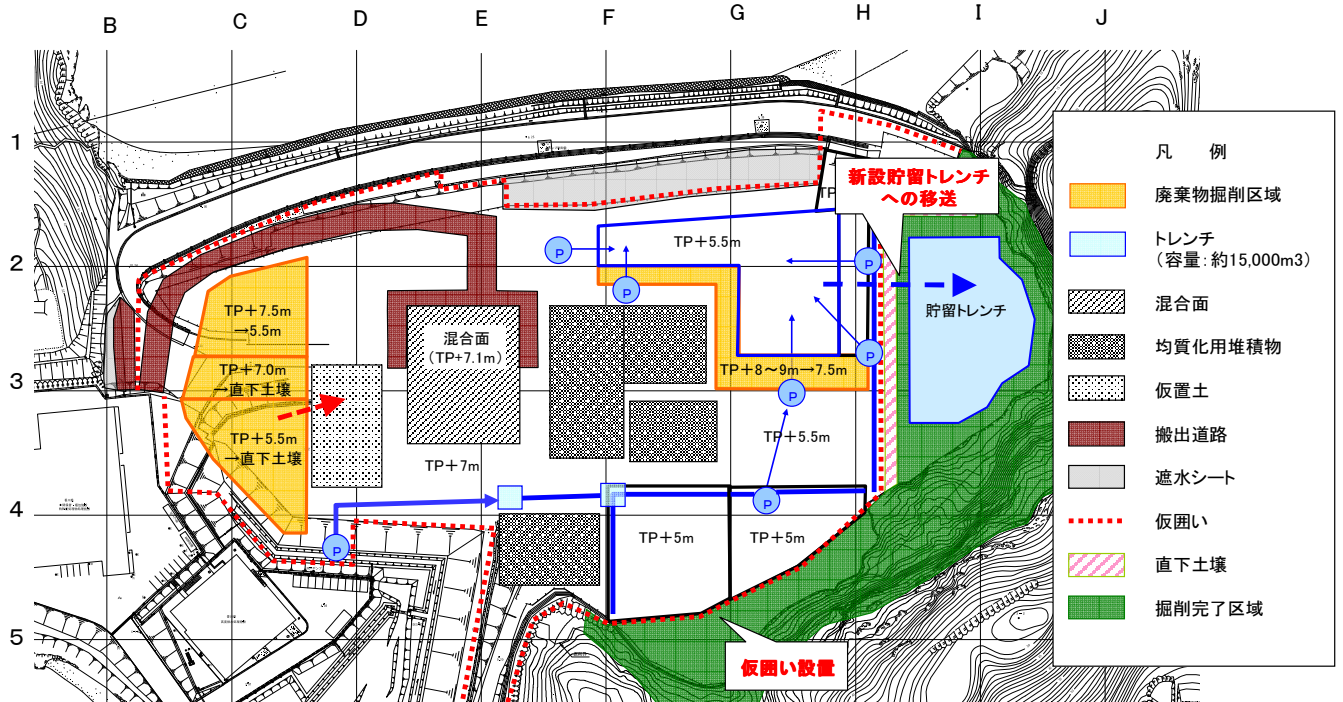 B
C
D
E
F
G
H
I
J
1
2
3
4
5
新設貯留トレンチ
への移送
TP
TP+5.5m
P
P
P
P
P
P
P
貯留トレンチ
TP+7.5m
→5.5m
TP+7.0m
→直下土壌
TP+5.5m
→直下土壌
混合面
(TP+7.1m)
TP+8~9m→7.5m
TP+5.5m
TP+7m
TP+5m
TP+5m
仮囲い設置
凡 例
廃棄物掘削区域
トレンチ
(容量:約15,000m3)
混合面
均質化用堆積物
仮置土
搬出道路
遮水シート
仮囲い
直下土壌
掘削完了区域